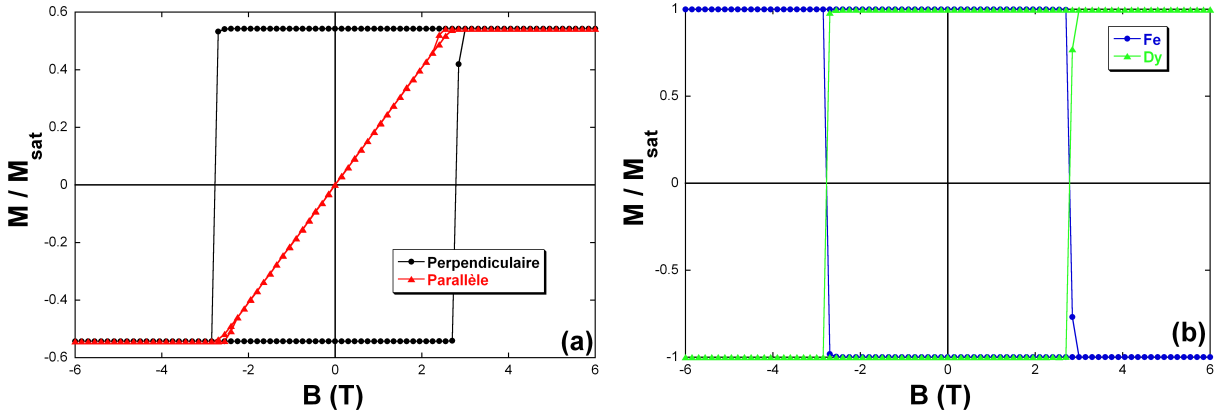 0.6
0.4
0.2
0
-0.2
-0.4
-0.6
M / M sat
-6 -4 -2 0 2 4 6
B (T)
Perpendiculaire
Parallèle
(a)
1
0.5
0
-0.5
-1
M / M sat
-6 -4 -2 0 2 4 6
B (T)
Fe
Dy
(b)